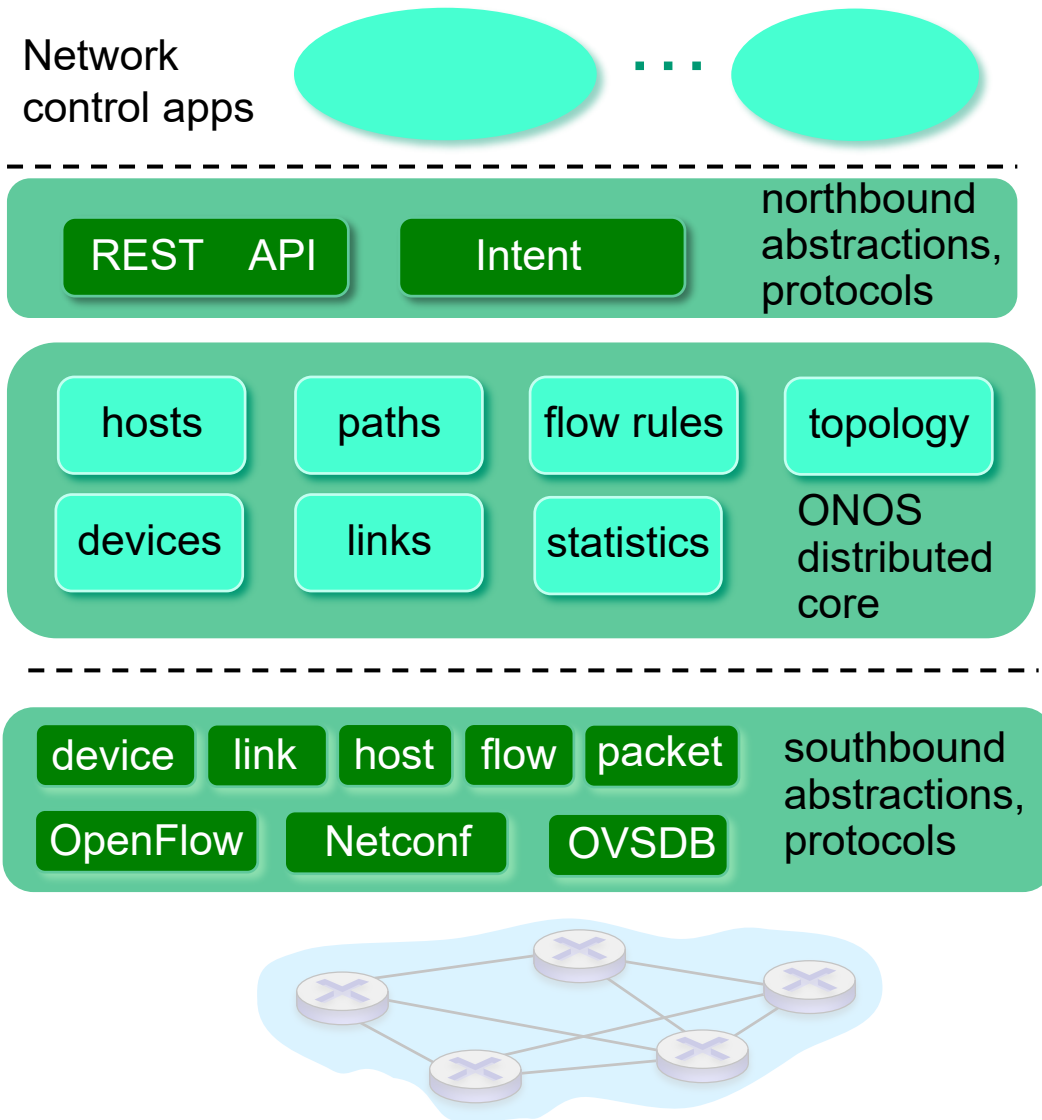 Network
control apps
. . .
REST API
Intent
northbound
abstractions,
protocols
hosts
paths
flow rules
topology
devices
links
statistics
ONOS
distributed
core
device
link
host
flow
packet
OpenFlow
Netconf
OVSDB
southbound
abstractions,
protocols